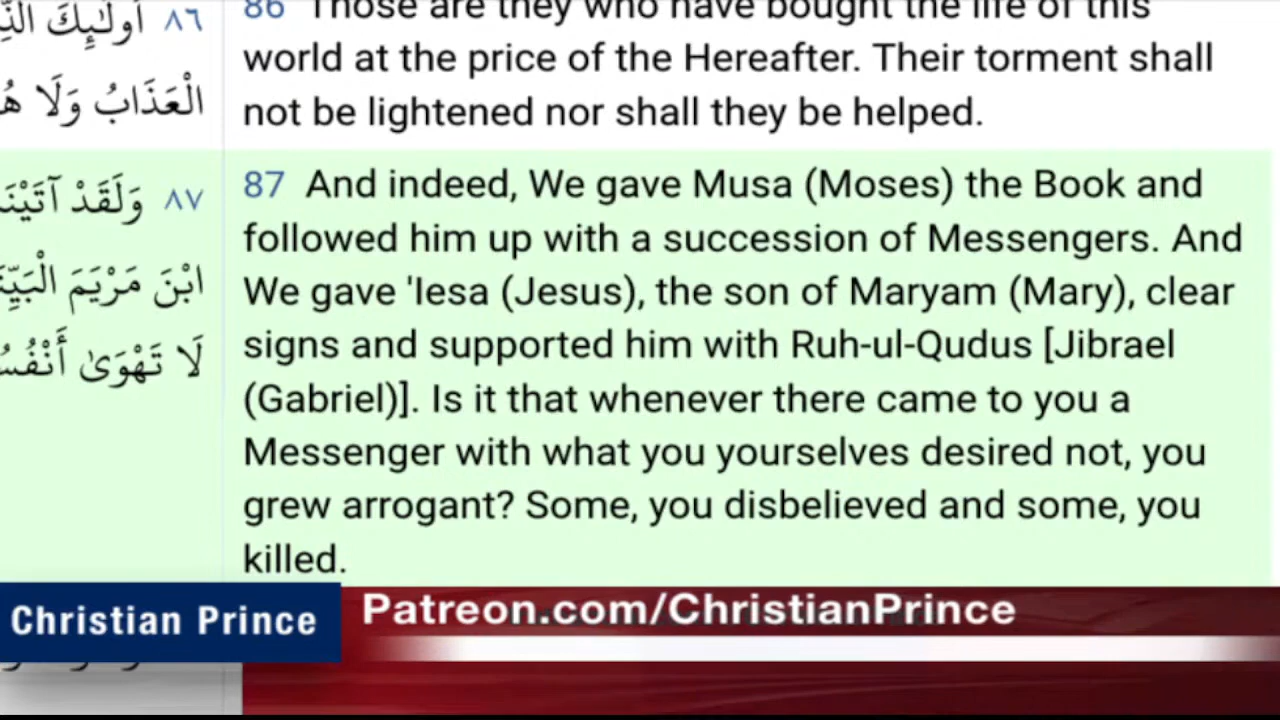 ٨٦ أُولَـٰئِكَ
86 Those are they who have bought the life of this
world at the price of the Hereafter. Their torment shall
not be lightened nor shall they be helped.
الْعَذَابُ وَلَا
87 And indeed, We gave Musa (Moses) the Book and
followed him up with a succession of Messengers. And
We gave 'Iesa (Jesus), the son of Maryam (Mary), clear
signs and supported him with Ruh-ul-Qudus [Jibrael
(Gabriel)]. Is it that whenever there came to you a
Messenger with what you yourselves desired not, you
grew arrogant? Some, you disbelieved and some, you
killed.
٨٧ وَلَقَدْ
ابْنَ مَرْيَمَ
لَا تَهْوَىٰ
Christian Prince
Patreon.com/ChristianPrince